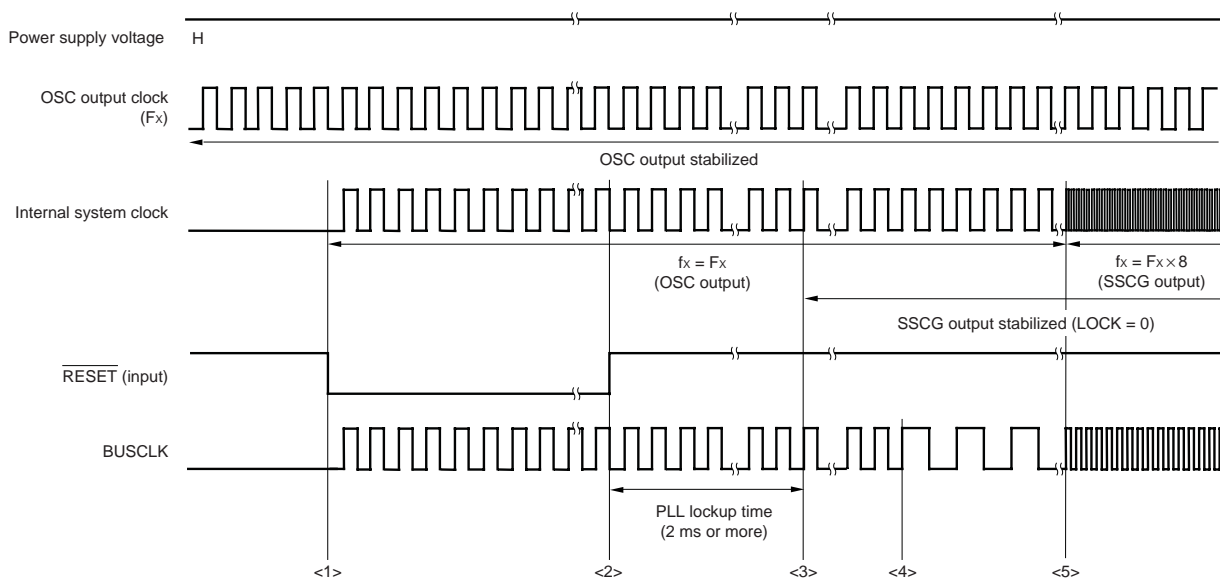 Power supply voltage
H
OSC output clock
(Fx)
OSC output stabilized
Internal system clock
fx = Fx
(OSC output)
fx = Fx × 8
(SSCG output)
SSCG output stabilized (LOCK = 0)
RESET (input)
BUSCLK
PLL lockup time
(2 ms or more)
<1>
<2>
<3>
<4>
<5>